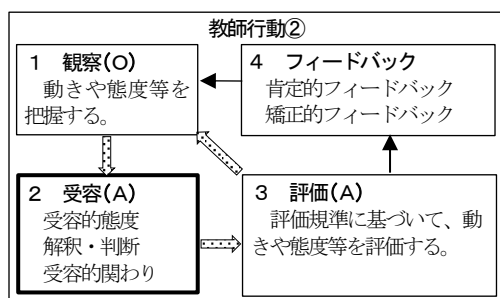 教師行動②
1 観察(O)
動きや態度等を
把握する。
4 フィードバック
肯定的フィードバック
矯正的フィードバック
2 受容(A)
受容的態度
解釈・判断
受容的関わり
3 評価(A)
評価規準に基づいて、動
きや態度等を評価する。